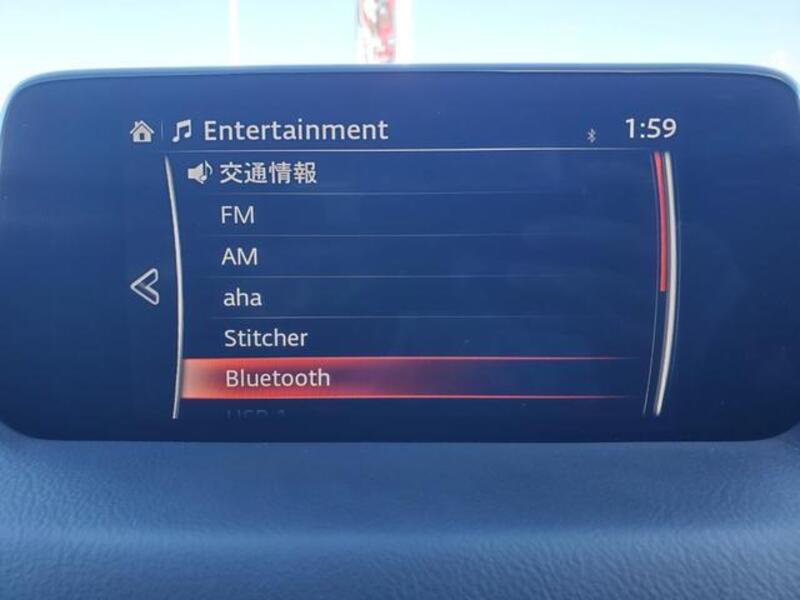 Entertainment 1:59
交通情報
FM
AM
aha
Stitcher
Bluetooth